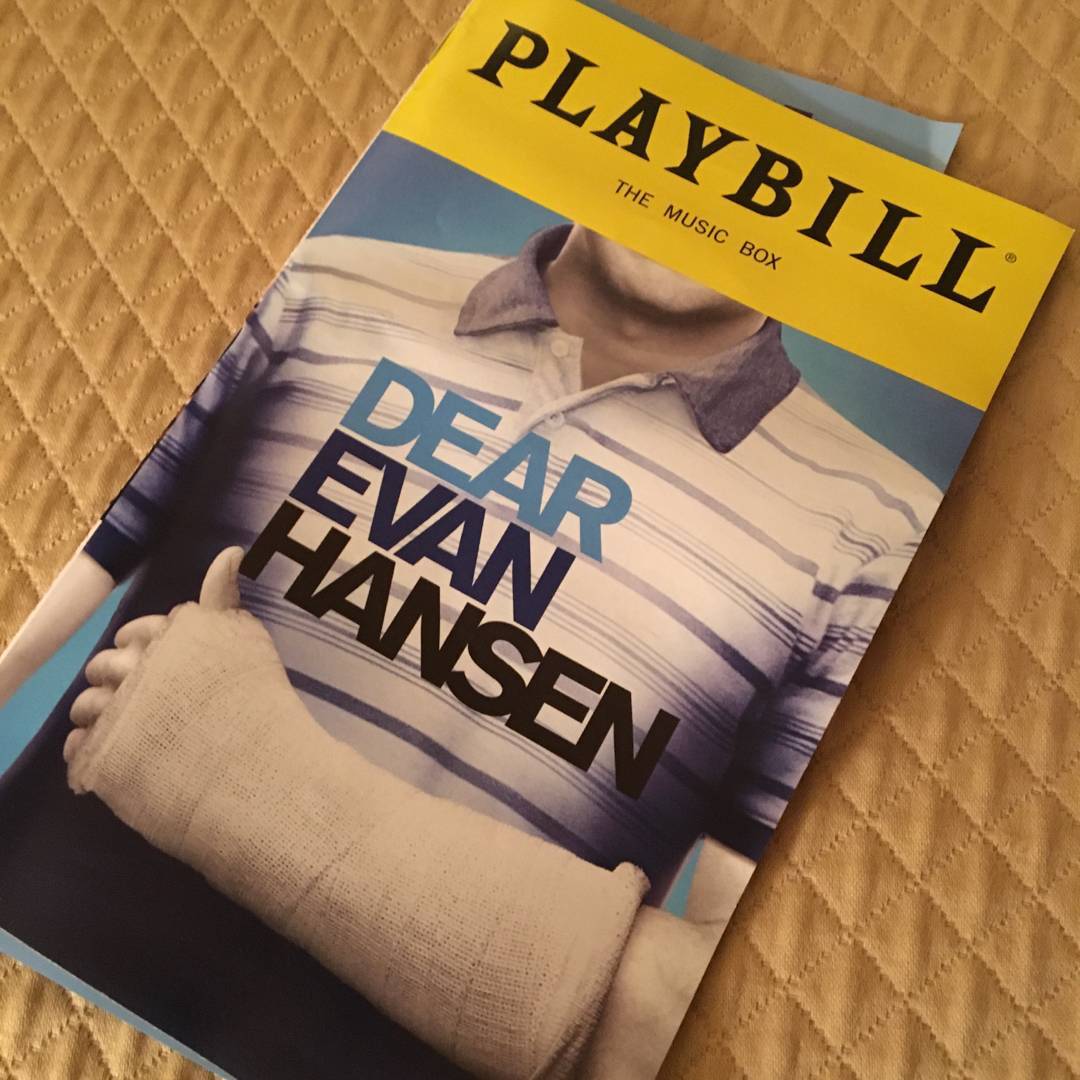 PLAYBILL®
THE MUSIC BOX
DEAR
EVAN
HANSEN